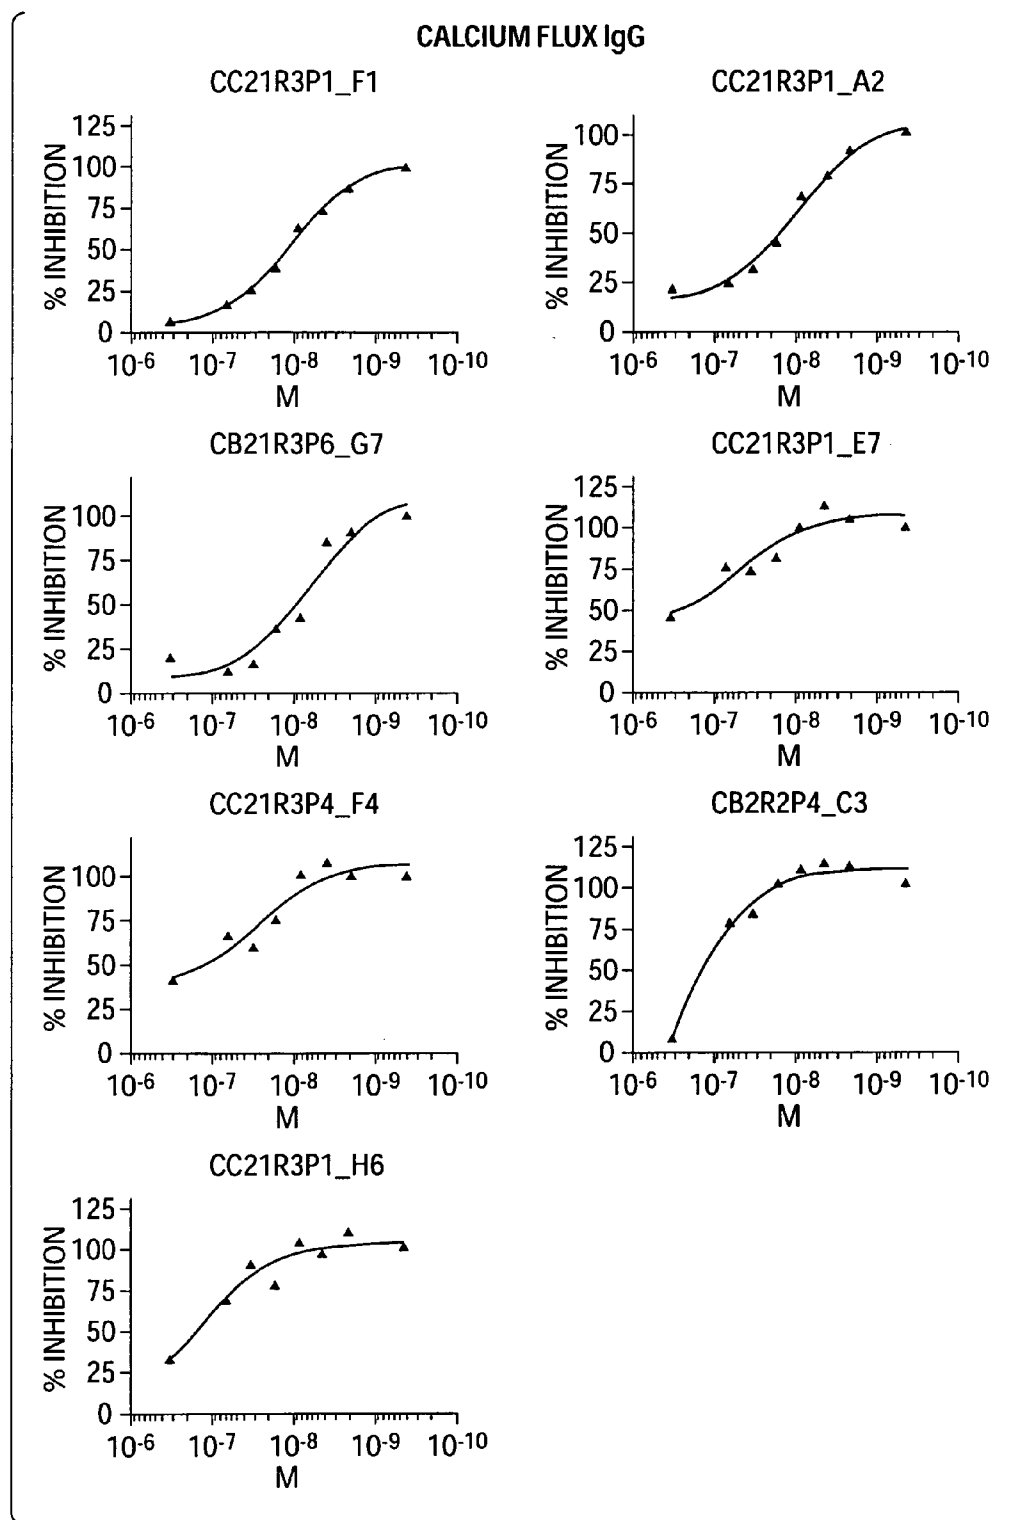 CALCIUM FLUX IgG
CC21R3P1_F1
% INHIBITION
125
100
75
50
25
0
10-6 10-7 10-8 10-9 10-10
M
CC21R3P1_A2
% INHIBITION
100
75
50
25
0
10-6 10-7 10-8 10-9 10-10
M
CB21R3P6_G7
% INHIBITION
100
75
50
25
0
10-6 10-7 10-8 10-9 10-10
M
CC21R3P1_E7
% INHIBITION
125
100
75
50
25
0
10-6 10-7 10-8 10-9 10-10
M
CC21R3P4_F4
% INHIBITION
100
75
50
25
0
10-6 10-7 10-8 10-9 10-10
M
CB2R2P4_C3
% INHIBITION
125
100
75
50
25
0
10-6 10-7 10-8 10-9 10-10
M
CC21R3P1_H6
% INHIBITION
125
100
75
50
25
0
10-6 10-7 10-8 10-9 10-10
M